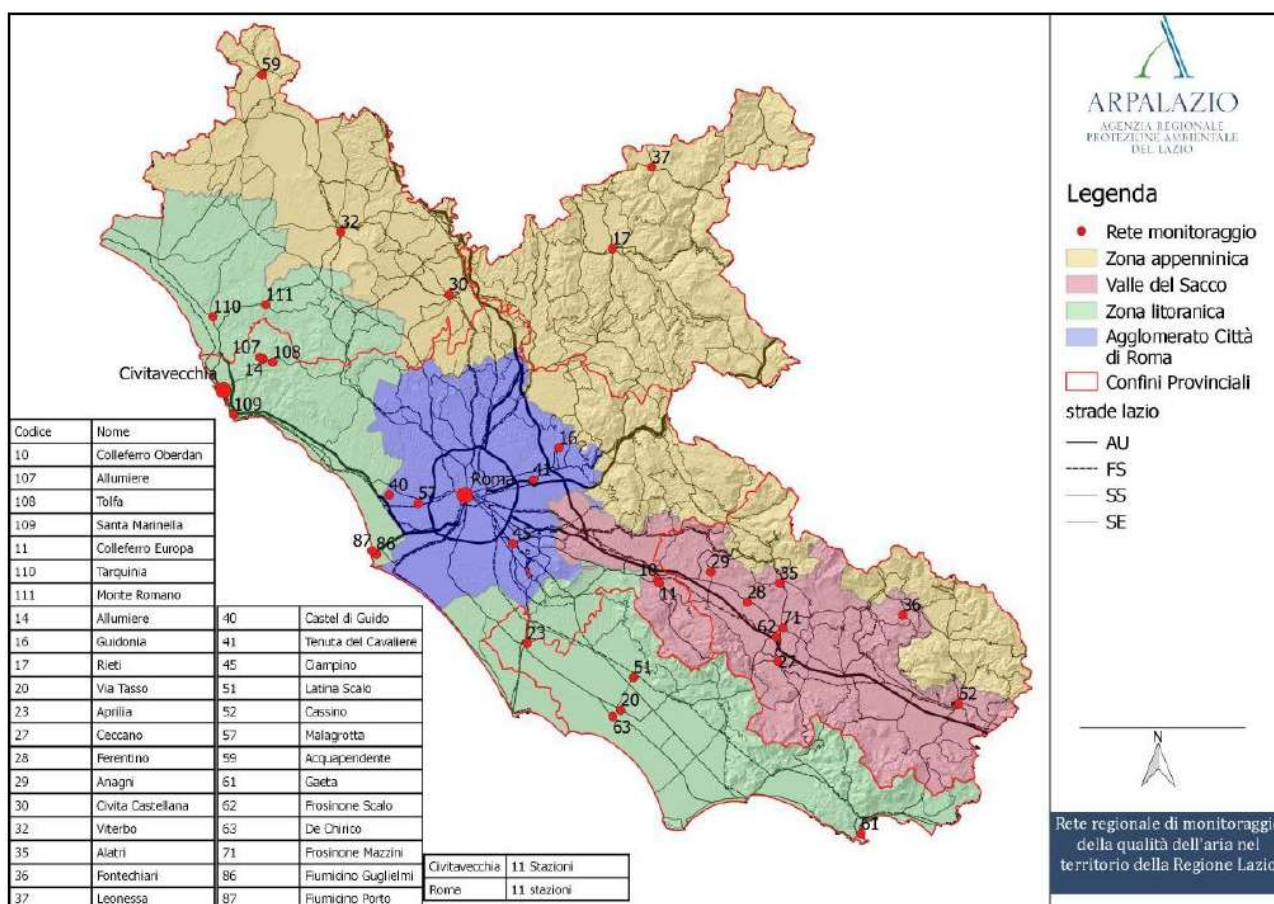 59
37
32
17
30
110
111
107
108
14
Civitavecchia
109
16
41
Roma
40
57
45
87
86
10
11
29
35
28
36
71
62
27
23
51
20
63
52
61
Codice Nome
10 Colleferro Oberdan
107 Allumiere
108 Tolfa
109 Santa Marinella
11 Colleferro Europa
110 Tarquinia
111 Monte Romano
14 Allumiere
16 Guidonia
17 Rieti
20 Via Tasso
23 Aprilia
27 Ceccano
28 Ferentino
29 Anagni
30 Civita Castellana
32 Viterbo
35 Alatri
36 Fontechiari
37 Leonessa
40 Castel di Guido
41 Tenuta del Cavaliere
45 Ciampino
51 Latina Scalo
52 Cassino
57 Malagrotta
59 Acquapendente
61 Gaeta
62 Frosinone Scalo
63 De Chirico
71 Frosinone Mazzini
86 Fiumicino Guglielmi
87 Fiumicino Porto
Civitavecchia 11 Stazioni
Roma 11 stazioni
ARPALAZIO
AGENZIA REGIONALE
PROTEZIONE AMBIENTALE
DEL LAZIO
Legenda
Rete monitoraggio
Zona appenninica
Valle del Sacco
Zona litoranica
Agglomerato Città
di Roma
Confini Provinciali
strade lazio
AU
FS
SS
SE
N
Rete regionale di monitoraggio
della qualità dell'aria nel
territorio della Regione Lazio